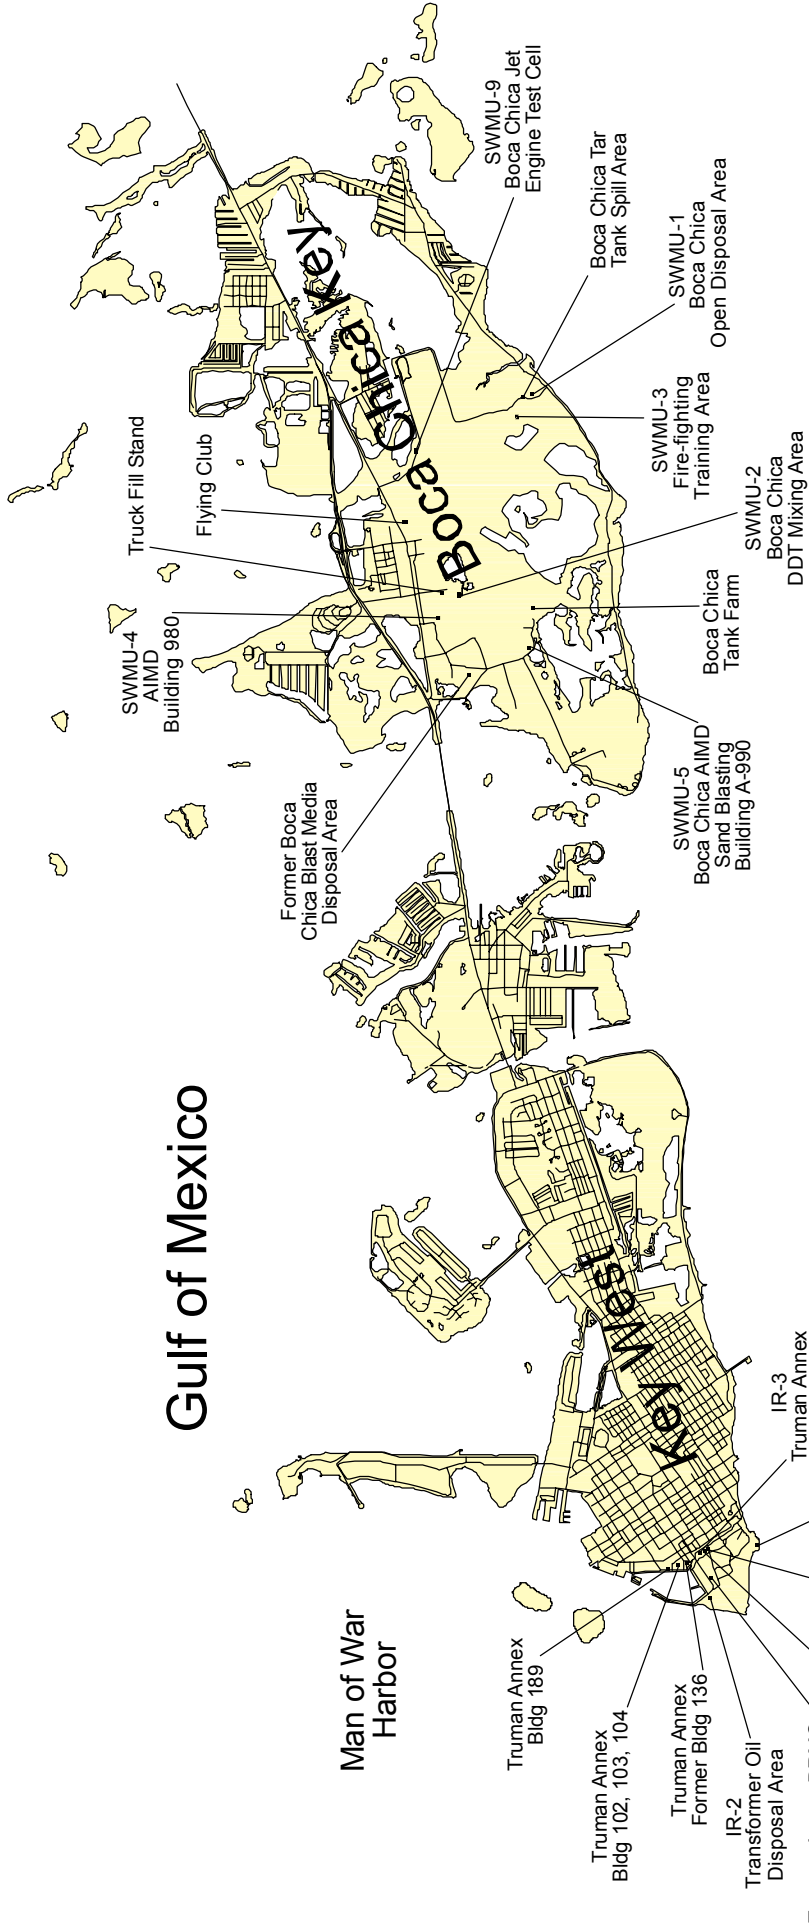 Gulf of Mexico
Man of War
Harbor
Key West
Boca Chica Key
Truman Annex
Bldg 189
Truman Annex
Bldg 102, 103, 104
Truman Annex
Former Bldg 136
IR-2
Transformer Oil
Disposal Area
IR-3
Truman Annex
Former Boca
Chica Blast Media
Disposal Area
SWMU-4
AIMD
Building 980
Truck Fill Stand
Flying Club
SWMU-9
Boca Chica Jet
Engine Test Cell
Boca Chica Tar
Tank Spill Area
SWMU-1
Boca Chica
Open Disposal Area
SWMU-3
Fire-fighting
Training Area
SWMU-2
Boca Chica
DDT Mixing Area
Boca Chica
Tank Farm
SWMU-5
Boca Chica AIMD
Sand Blasting
Building A-990